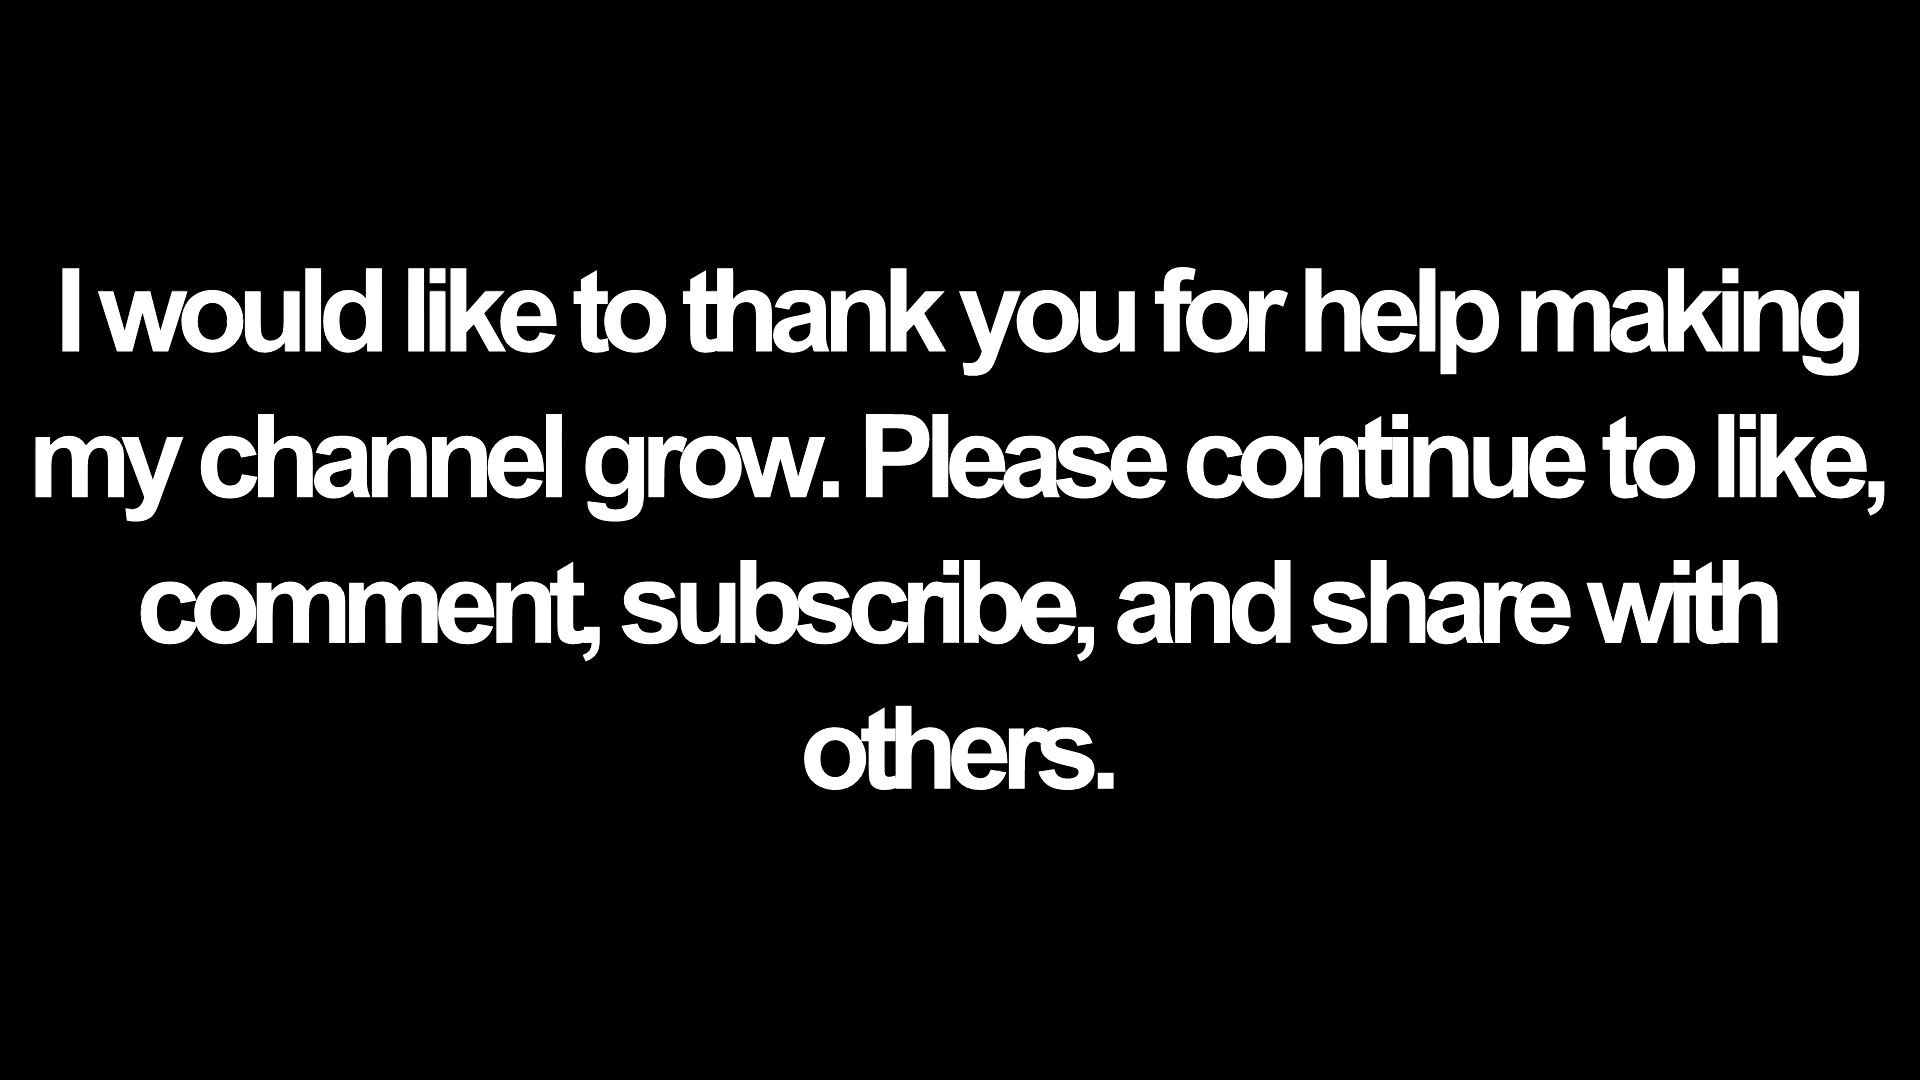 I would like to thank you for help making
my channel grow. Please continue to like,
comment, subscribe, and share with
others.